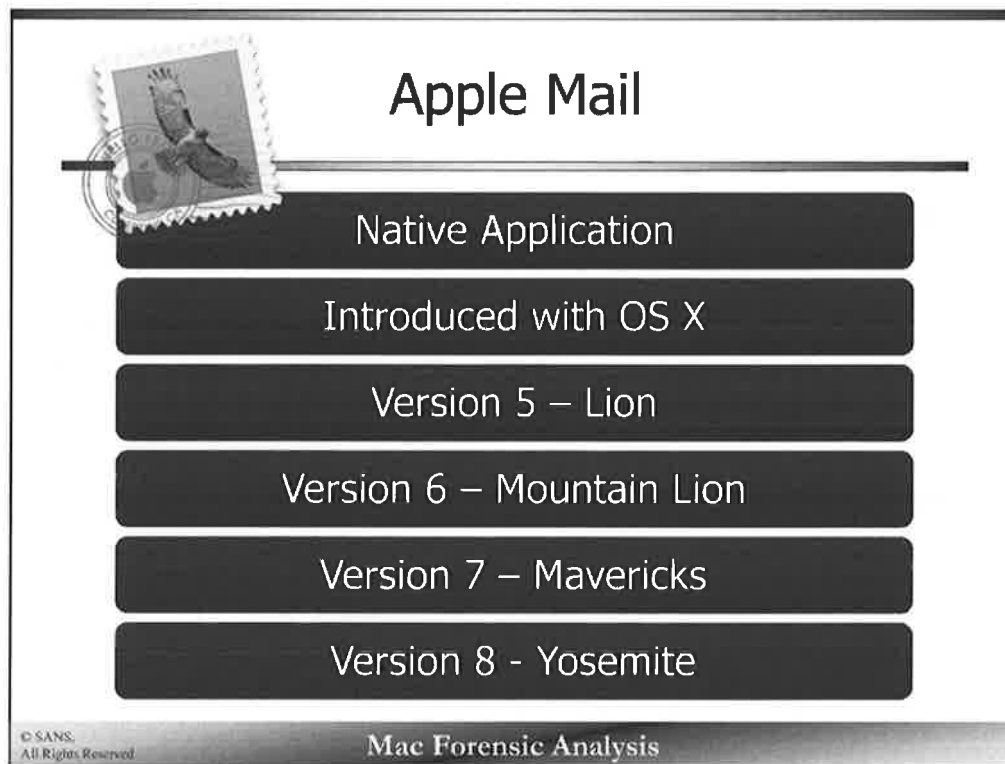 Apple Mail
Native Application
Introduced with OS X
Version 5 – Lion
Version 6 – Mountain Lion
Version 7 – Mavericks
Version 8 - Yosemite
© SANS,
All Rights Reserved
Mac Forensic Analysis